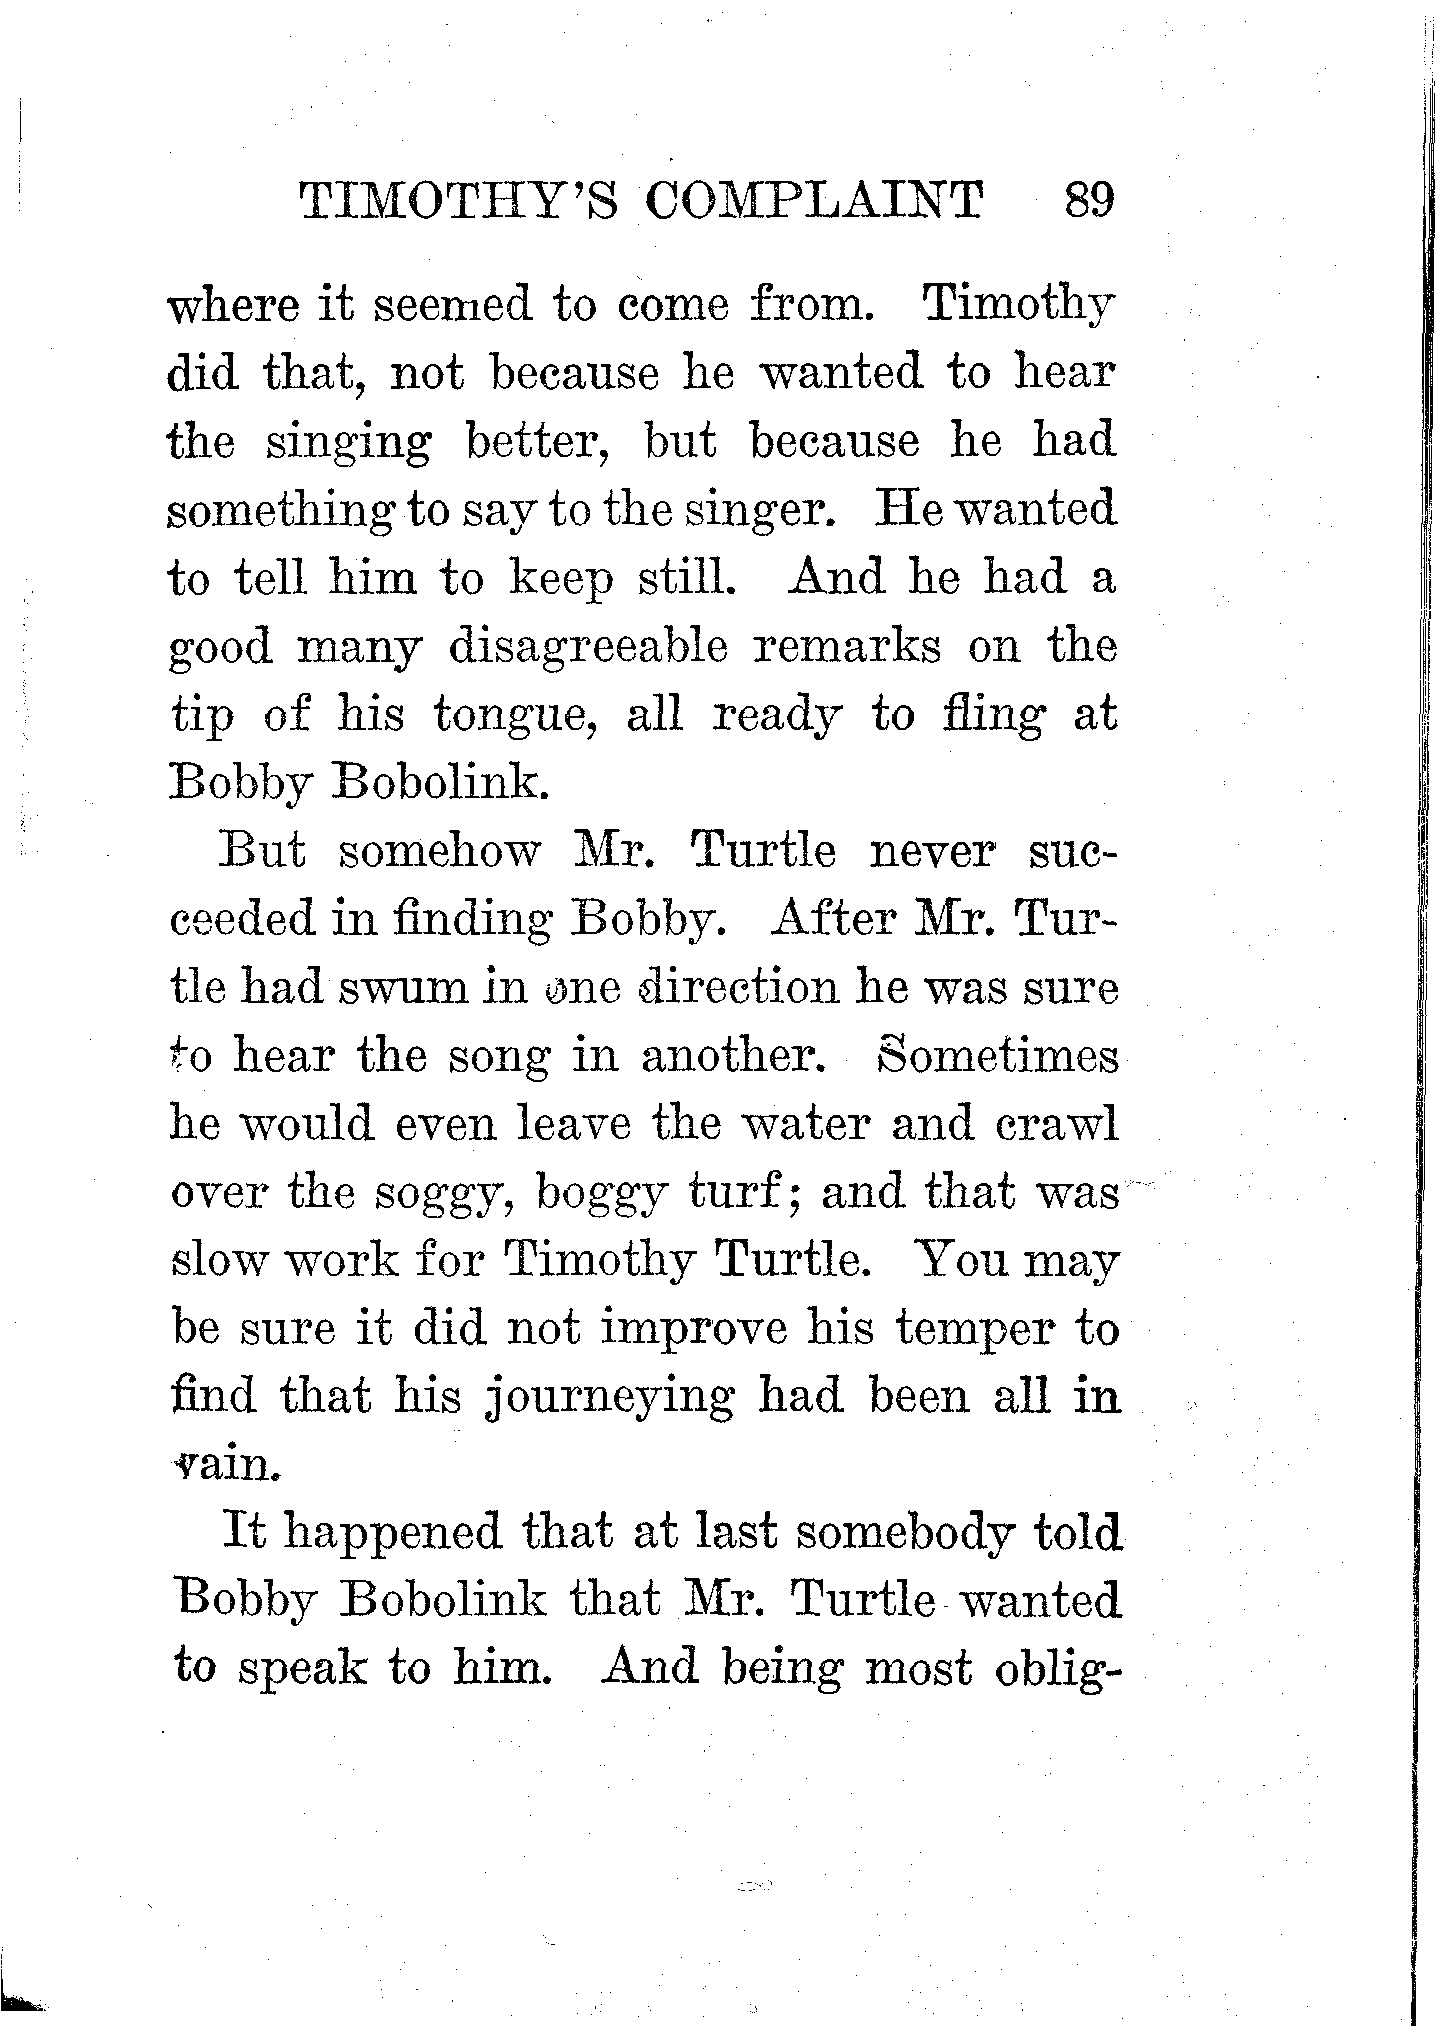 TIMOTHY'S COMPLAINT 89
where it seemed to come from. Timothy
did that, not because he wanted to hear
the singing better, but because he had
something to say to the singer. He wanted
to tell him to keep still. And he had a
good many disagreeable remarks on the
tip of his tongue, all ready to fling at
Bobby Bobolink.
But somehow Mr. Turtle never suc-
ceeded in finding Bobby. After Mr. Tur-
tle had swum in one direction he was sure
to hear the song in another. Sometimes
he would even leave the water and crawl
over the soggy, boggy turf; and that was
slow work for Timothy Turtle. You may
be sure it did not improve his temper to
find that his journeying had been all in
vain.
It happened that at last somebody told
Bobby Bobolink that Mr. Turtle wanted
to speak to him. And being most oblig-